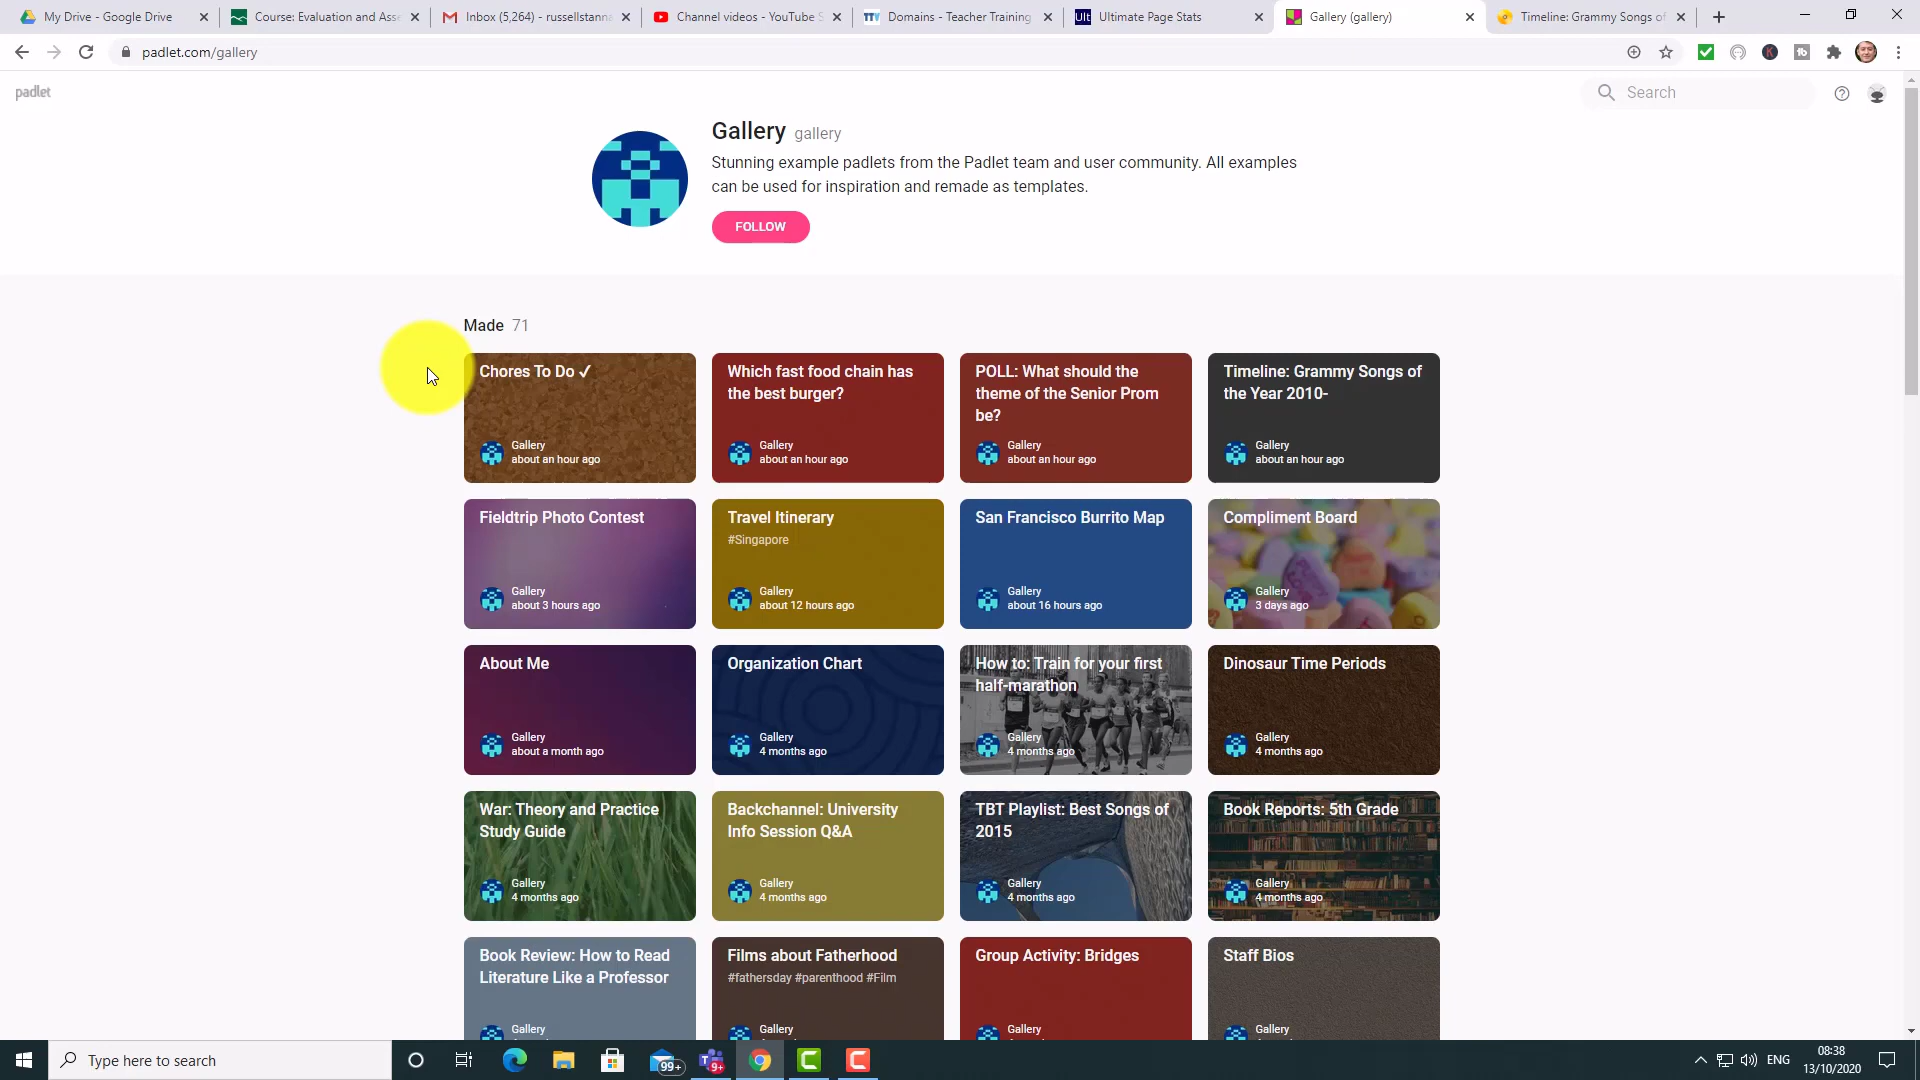 My Drive - Google Drive
Course: Evaluation and Asse
Inbox (5,264) - russellstanna
Channel videos - YouTube S
Domains - Teacher Training
Ultimate Page Stats
Gallery (gallery)
Timeline: Grammy Songs of
padlet.com/gallery
padlet
Search
Gallery gallery
Stunning example padlets from the Padlet team and user community. All examples
can be used for inspiration and remade as templates.
FOLLOW
Made 71
Chores To Do ✓
Gallery
about an hour ago
Which fast food chain has
the best burger?
Gallery
about an hour ago
POLL: What should the
theme of the Senior Prom
be?
Gallery
about an hour ago
Timeline: Grammy Songs of
the Year 2010-
Gallery
about an hour ago
Fieldtrip Photo Contest
Gallery
about 3 hours ago
Travel Itinerary
#Singapore
Gallery
about 12 hours ago
San Francisco Burrito Map
Gallery
about 16 hours ago
Compliment Board
Gallery
3 days ago
About Me
Gallery
about a month ago
Organization Chart
Gallery
4 months ago
How to: Train for your first
half-marathon
Gallery
4 months ago
Dinosaur Time Periods
Gallery
4 months ago
War: Theory and Practice
Study Guide
Gallery
4 months ago
Backchannel: University
Info Session Q&A
Gallery
4 months ago
TBT Playlist: Best Songs of
2015
Gallery
4 months ago
Book Reports: 5th Grade
Gallery
4 months ago
Book Review: How to Read
Literature Like a Professor
Gallery
Films about Fatherhood
#fathersday #parenthood #Film
Gallery
Group Activity: Bridges
Gallery
Staff Bios
Gallery
Type here to search
99+
9+
ENG
08:38
13/10/2020